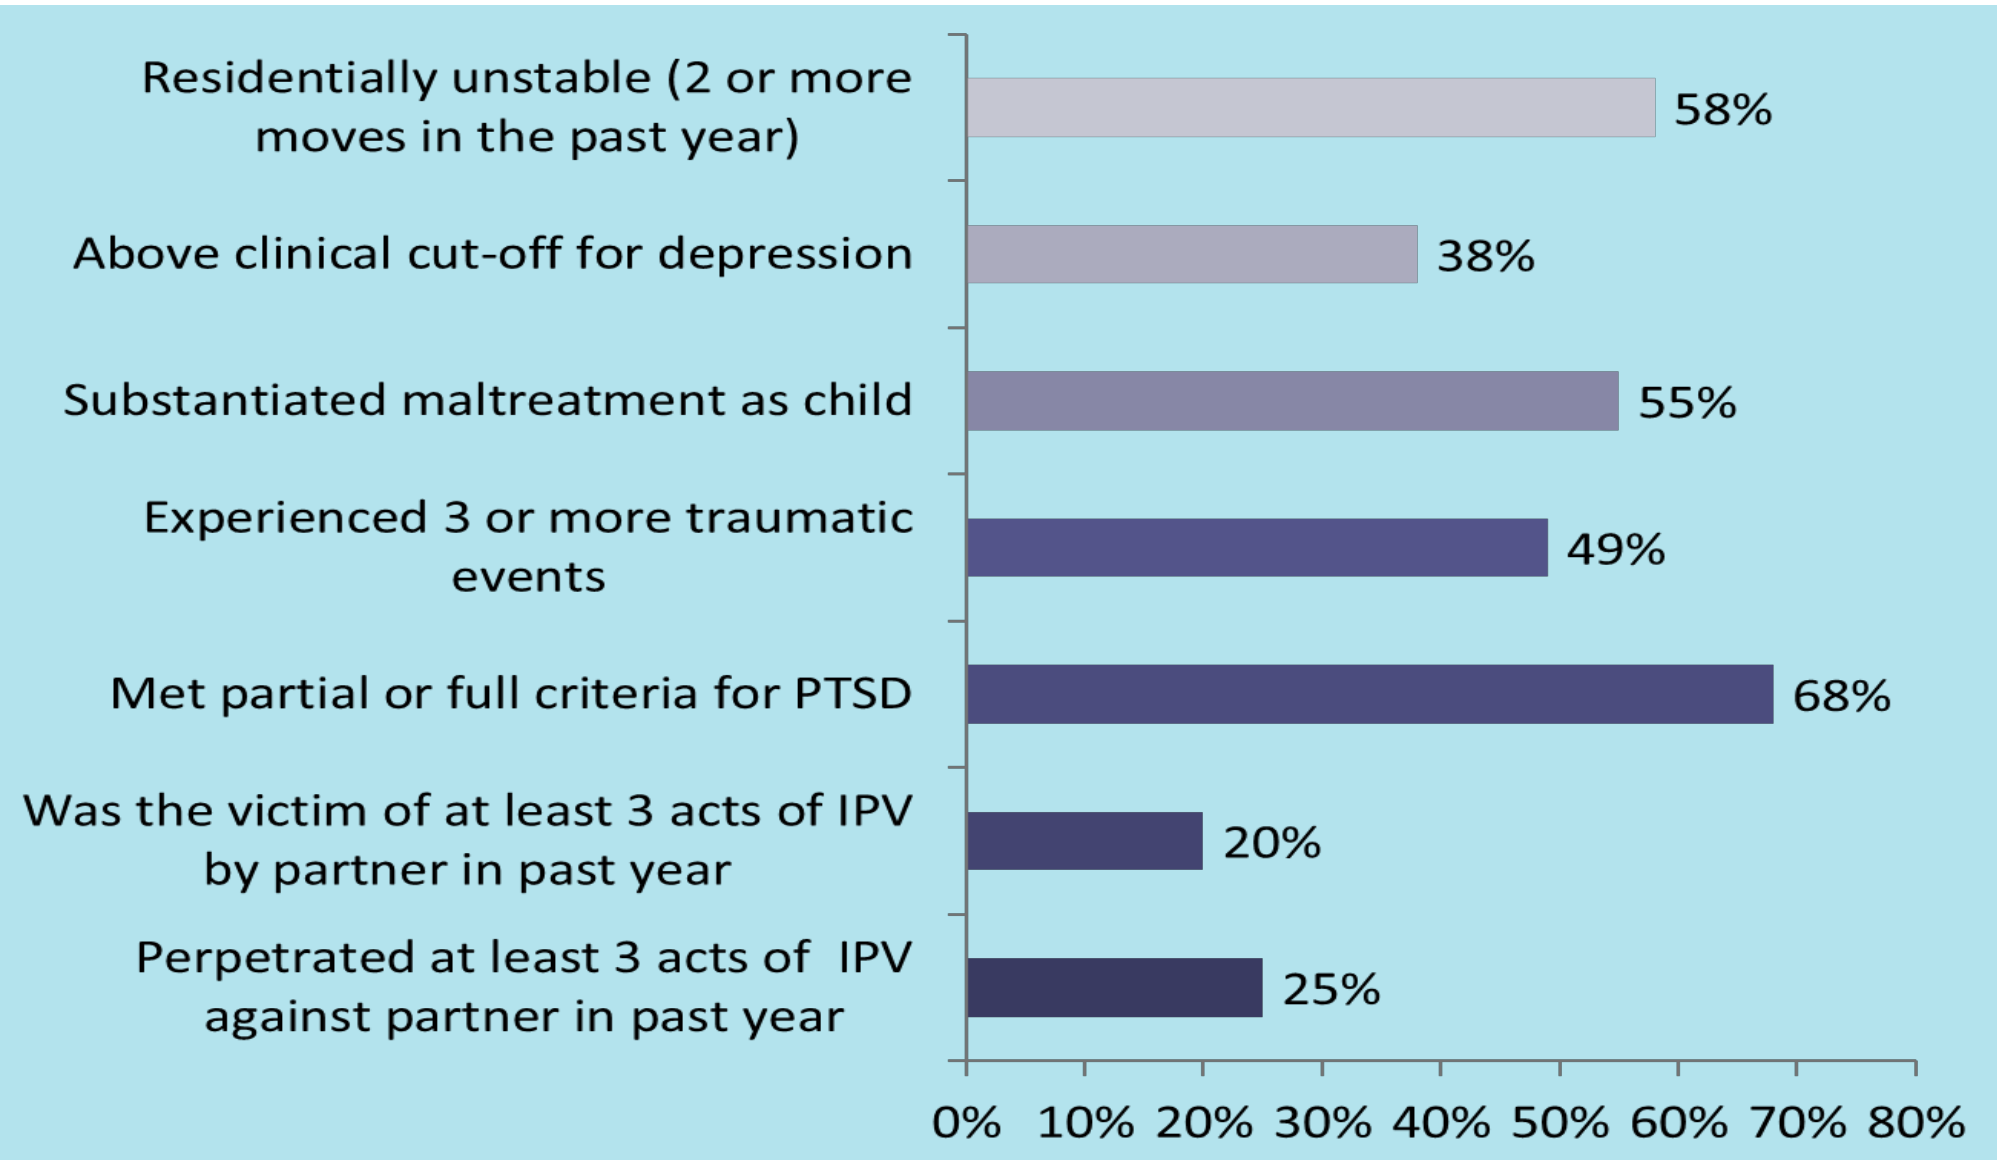 Residentially unstable (2 or more
moves in the past year)
58%
Above clinical cut-off for depression
38%
Substantiated maltreatment as child
55%
Experienced 3 or more traumatic
events
49%
Met partial or full criteria for PTSD
68%
Was the victim of at least 3 acts of IPV
by partner in past year
20%
Perpetrated at least 3 acts of  IPV
against partner in past year
25%
0% 10% 20% 30% 40% 50% 60% 70% 80%